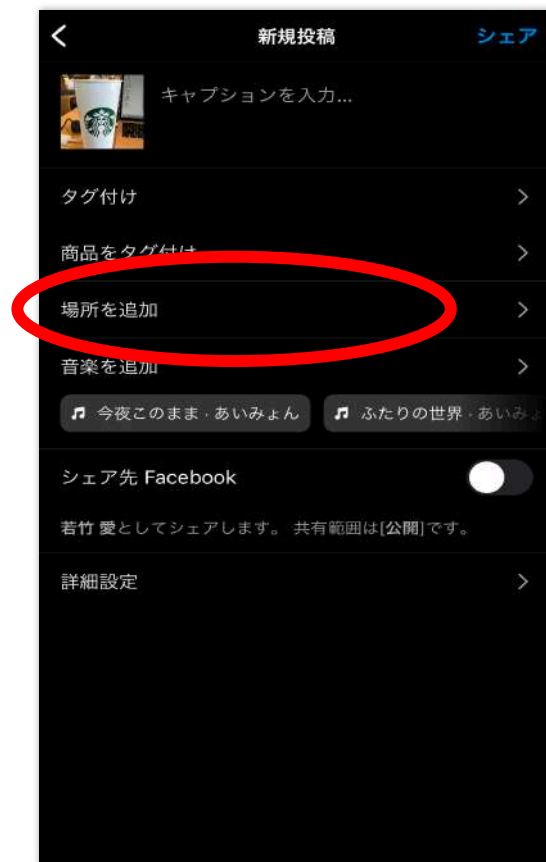 新規投稿
シェア
キャプションを入力...
タグ付け
商品をタグ付け
場所を追加
音楽を追加
今夜このまま · あいみょん
ふたりの世界 · あいみょ
シェア先 Facebook
若竹 愛としてシェアします。 共有範囲は[公開]です。
詳細設定